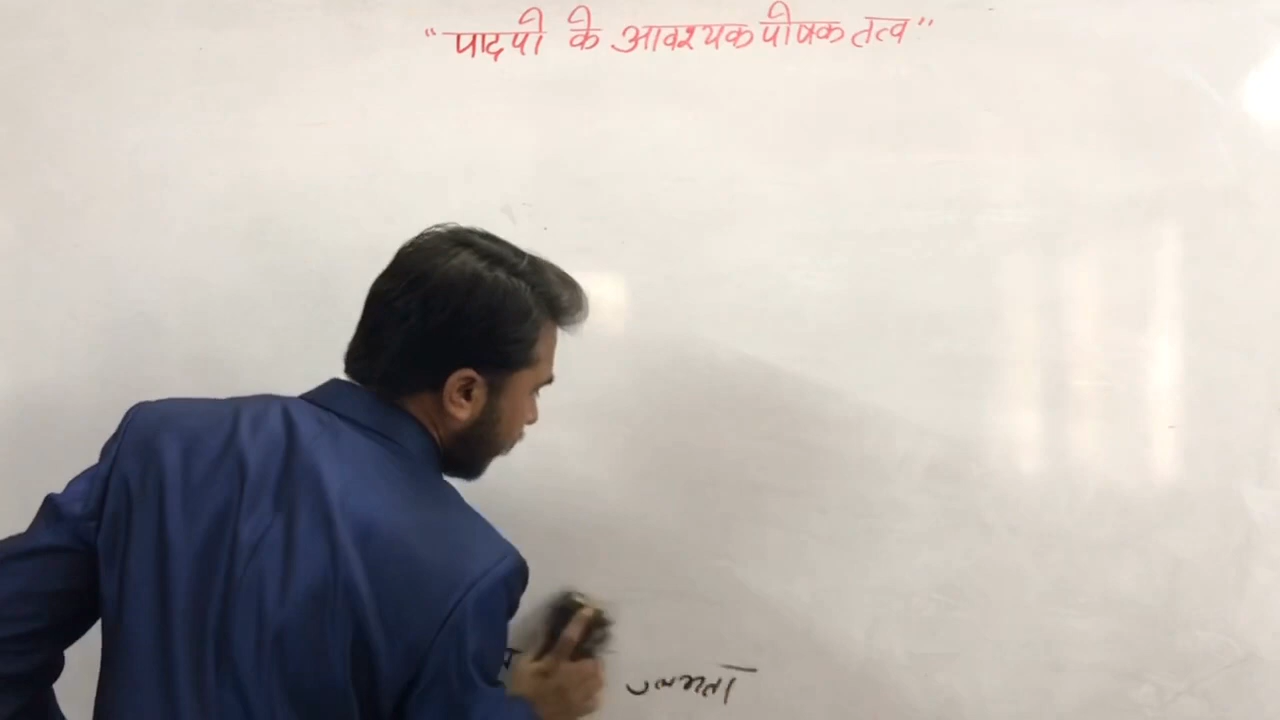 "पादपो के आवश्यक पोषक तत्व"